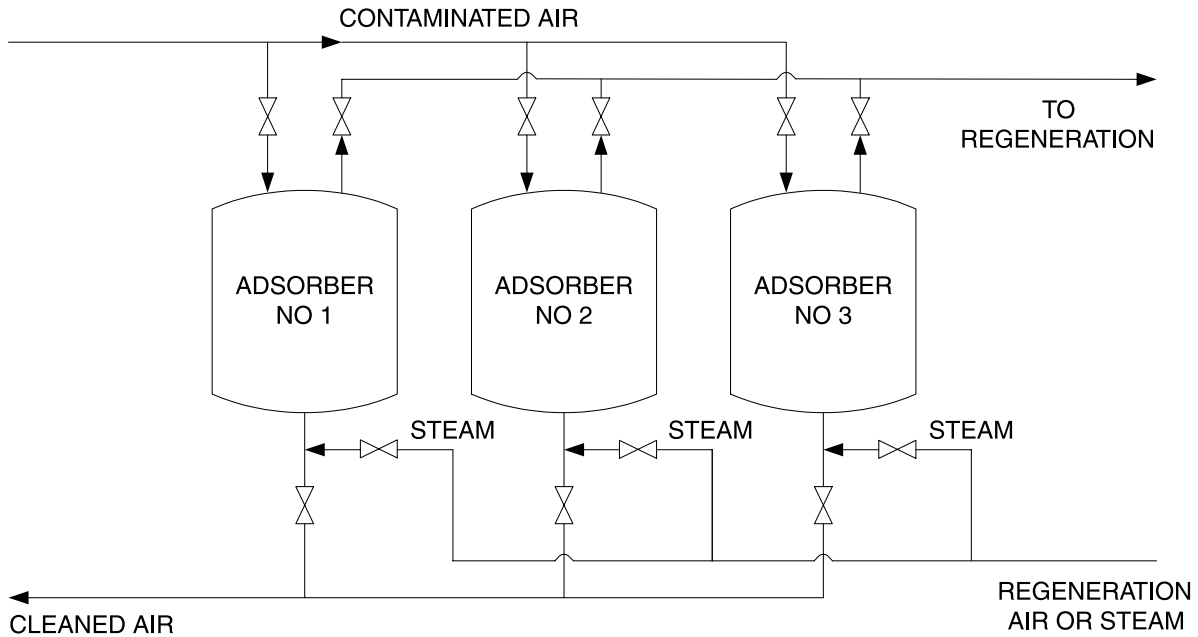 CONTAMINATED AIR
TO
REGENERATION
ADSORBER
NO 1
ADSORBER
NO 2
ADSORBER
NO 3
STEAM
STEAM
STEAM
CLEANED AIR
REGENERATION
AIR OR STEAM